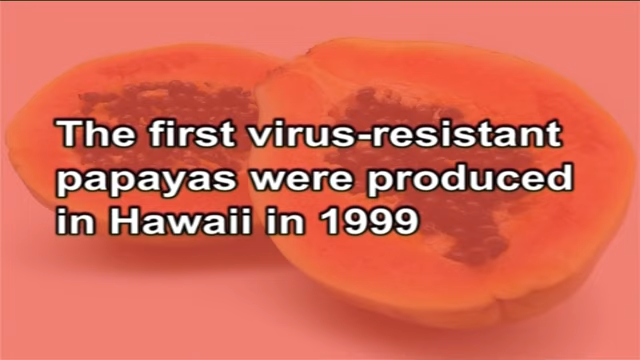 The first virus-resistant
papayas were produced
in Hawaii in 1999